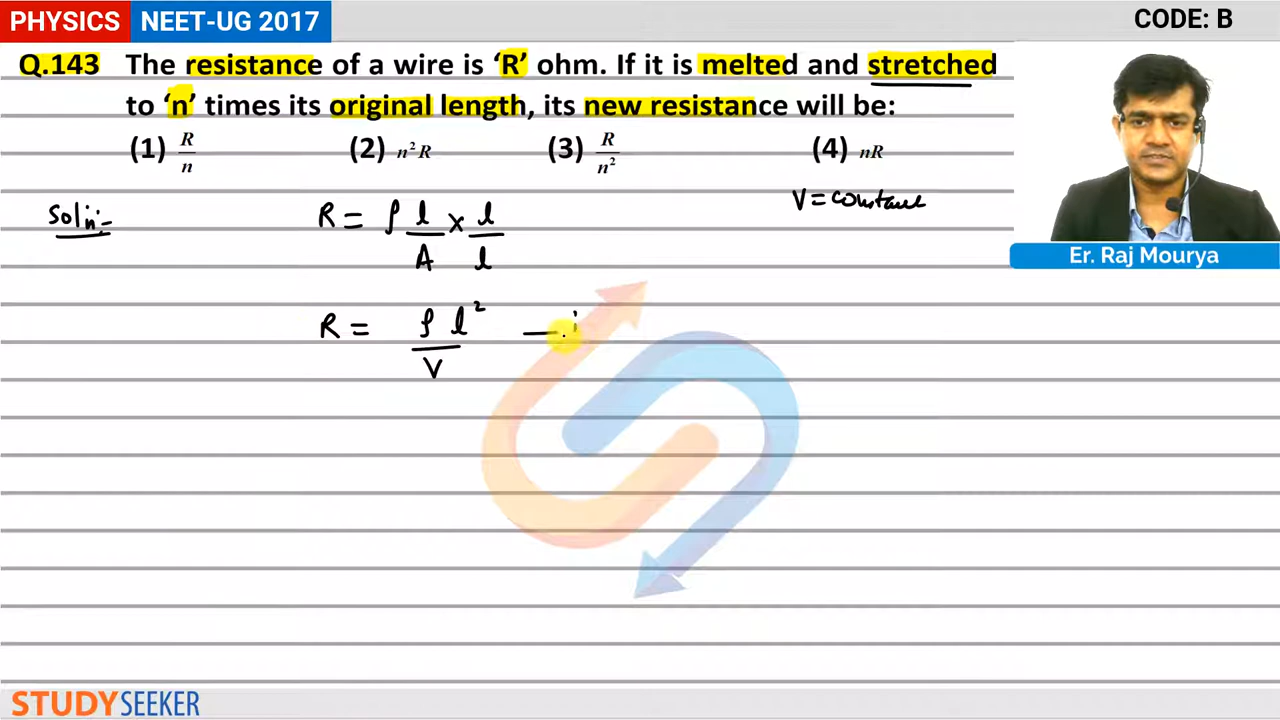 PHYSICS NEET-UG 2017 CODE: B
Q.143 The resistance of a wire is ‘R’ ohm. If it is melted and stretched
to ‘n’ times its original length, its new resistance will be:
(1) R/n (2) n²R (3) R/n² (4) nR
V = constant
Solⁿ:-
R = ρ l/A × l/l
R = ρ l²/V — i
Er. Raj Mourya
STUDY SEEKER